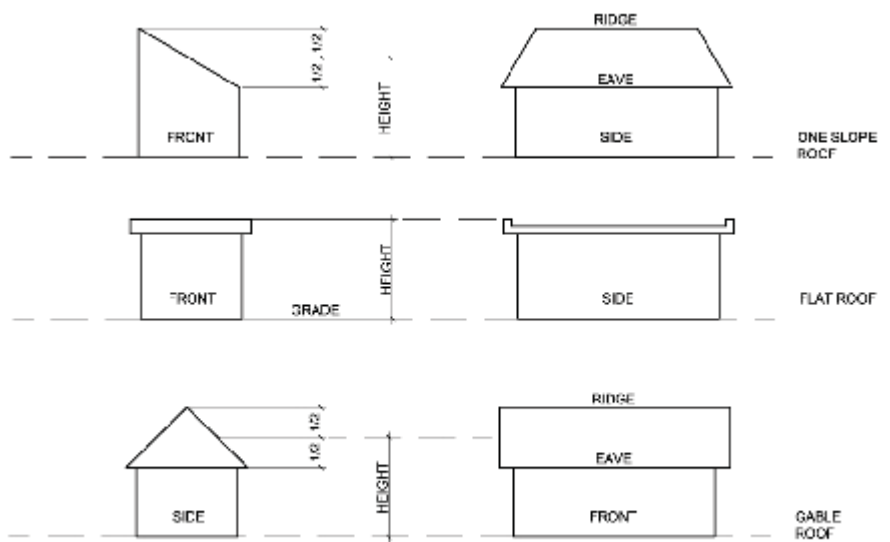 RIDGE
1/2
1/2
EAVE
HEIGHT
FRONT
SIDE
ONE SLOPE
ROOF
HEIGHT
FRONT
SIDE
FLAT ROOF
GRADE
RIDGE
1/2
1/2
EAVE
HEIGHT
SIDE
FRONT
GABLE
ROOF